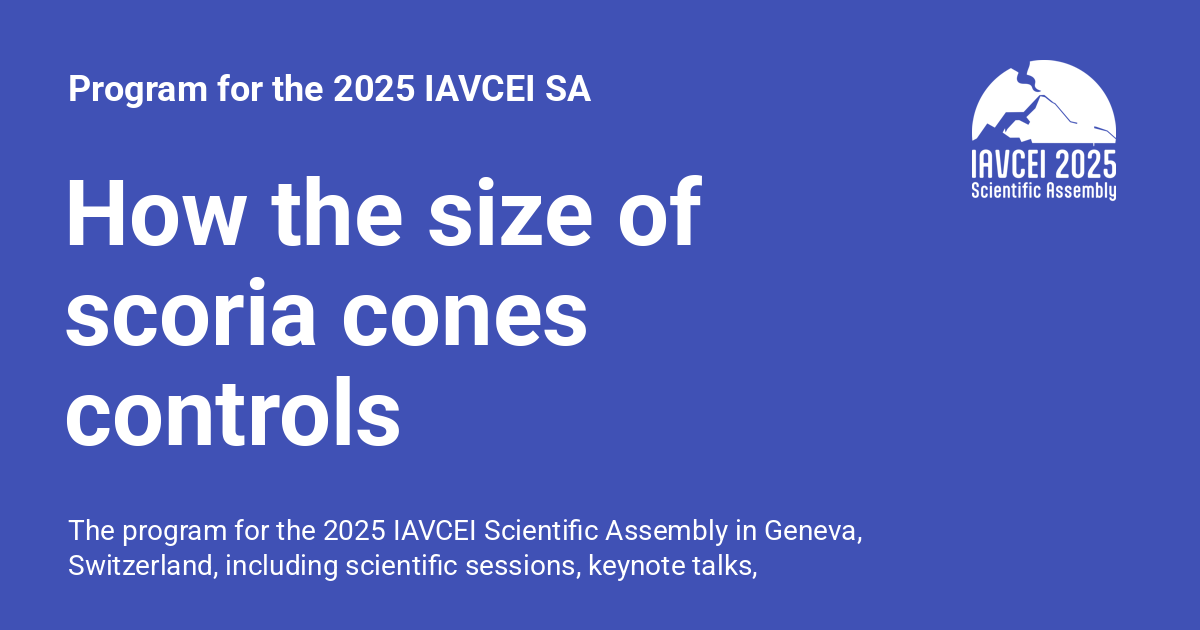 Program for the 2025 IAVCEI SA
IAVCEI 2025
Scientific Assembly
How the size of
scoria cones
controls
The program for the 2025 IAVCEI Scientific Assembly in Geneva,
Switzerland, including scientific sessions, keynote talks,